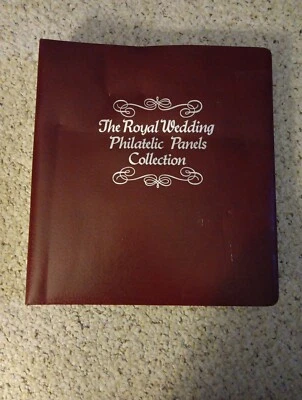 The Royal Wedding
Philatelic Panels
Collection